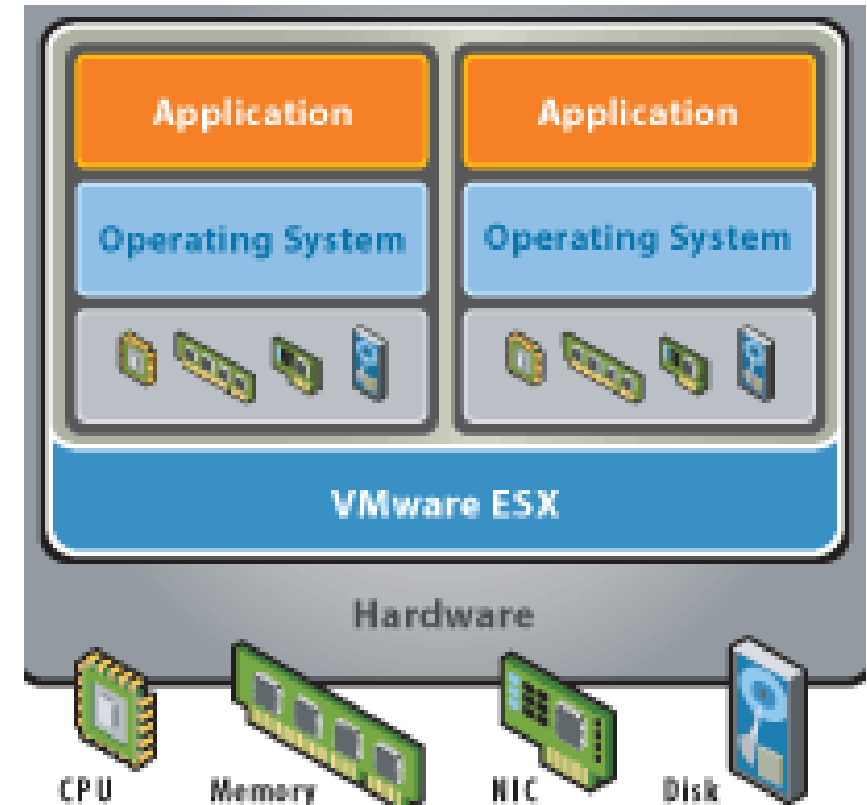 Application Application
Operating System Operating System
VMware ESX
Hardware
CPU Memory NIC Disk